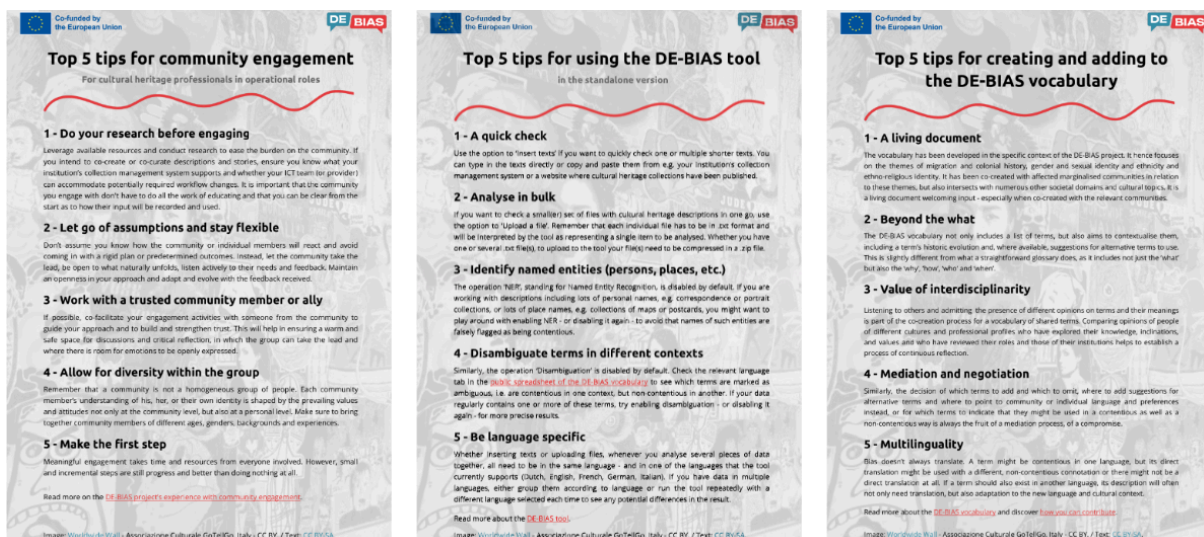 Co-funded by
the European Union
DE BIAS
Top 5 tips for community engagement
For cultural heritage professionals in operational roles
1 - Do your research before engaging
Leverage available resources and conduct research to ease the burden on the community. If
you intend to co-create or co-curate descriptions and stories, ensure you know what your
institution's collection management system supports and whether your ICT team (or provider)
can accommodate potentially required workflow changes. It is important that the community
you engage with don't have to do all the work of educating and that you can be clear from the
start as to how their input will be recorded and used.
2 - Let go of assumptions and stay flexible
Don't assume you know how the community or individual members will react and avoid
coming in with a rigid plan or predetermined outcomes. Instead, let the community take the
lead, be open to what naturally unfolds, listen actively to their needs and feedback. Maintain
an openness in your approach and adapt and evolve with the feedback received.
3 - Work with a trusted community member or ally
If possible, co-facilitate your engagement activities with someone from the community to
guide your approach and to build and strengthen trust. This will help in ensuring a warm and
safe space for discussions and critical reflection, in which the group can take the lead and
where there is room for emotions to be openly expressed.
4 - Allow for diversity within the group
Remember that a community is not a homogeneous group of people. Each community
member's understanding of his, her, or their own identity is shaped by the prevailing values
and attitudes not only at the community level, but also at a personal level. Make sure to bring
together community members of different ages, genders, backgrounds and experiences.
5 - Make the first step
Meaningful engagement takes time and resources from everyone involved. However, small
and incremental steps are still progress and better than doing nothing at all.
Read more on the DE-BIAS project's experience with community engagement.
Image: Worldwide Wall - Associazione Culturale GoTellGo, Italy - CC BY. / Text: CC BY-SA.
Co-funded by
the European Union
DE BIAS
Top 5 tips for using the DE-BIAS tool
in the standalone version
1 - A quick check
Use the option to 'Insert texts' if you want to quickly check one or multiple shorter texts. You
can type in the texts directly or copy and paste them from e.g. your institution's collection
management system or a website where cultural heritage collections have been published.
2 - Analyse in bulk
If you want to check a small(er) set of files with cultural heritage descriptions in one go, use
the option to 'Upload a file'. Remember that each individual file has to be in .txt format and
will be interpreted by the tool as representing a single item to be analysed. Whether you have
one or several .txt file(s), to upload to the tool your file(s) need to be compressed in a .zip file.
3 - Identify named entities (persons, places, etc.)
The operation 'NER', standing for Named Entity Recognition, is disabled by default. If you are
working with descriptions including lots of personal names, e.g. correspondence or portrait
collections, or lots of place names, e.g. collections of maps or postcards, you might want to
play around with enabling NER - or disabling it again - to avoid that names of such entities are
falsely flagged as being contentious.
4 - Disambiguate terms in different contexts
Similarly, the operation 'Disambiguation' is disabled by default. Check the relevant language
tab in the public spreadsheet of the DE-BIAS vocabulary to see which terms are marked as
ambiguous, i.e. are contentious in one context, but non-contentious in another. If your data
regularly contains one or more of these terms, try enabling disambiguation - or disabling it
again - for more precise results.
5 - Be language specific
Whether inserting texts or uploading files, whenever you analyse several pieces of data
together, all need to be in the same language - and in one of the languages that the tool
currently supports (Dutch, English, French, German, Italian). If you have data in multiple
languages, either group them according to language or run the tool repeatedly with a
different language selected each time to see any potential differences in the result.
Read more about the DE-BIAS tool.
Image: Worldwide Wall - Associazione Culturale GoTellGo, Italy - CC BY. / Text: CC BY-SA.
Co-funded by
the European Union
DE BIAS
Top 5 tips for creating and adding to
the DE-BIAS vocabulary
1 - A living document
The vocabulary has been developed in the specific context of the DE-BIAS project. It hence focuses
on the themes of migration and colonial history, gender and sexual identity and ethnicity and
ethno-religious identity. It has been co-created with affected marginalised communities in relation
to these themes, but also intersects with numerous other societal domains and cultural topics. It is
a living document welcoming input - especially when co-created with the relevant communities.
2 - Beyond the what
The DE-BIAS vocabulary not only includes a list of terms, but also aims to contextualise them,
including a term's historic evolution and, where available, suggestions for alternative terms to use.
This is slightly different from what a straightforward glossary does, as it includes not just the 'what'
but also the 'why', 'how', 'who' and 'when'.
3 - Value of interdisciplinarity
Listening to others and admitting the presence of different opinions on terms and their meanings
is part of the co-creation process for a vocabulary of shared terms. Comparing opinions of people
of different cultures and professional profiles who have explored their knowledge, inclinations,
and values and who have reviewed their roles and those of their institutions helps to establish a
process of continuous reflection.
4 - Mediation and negotiation
Similarly, the decision of which terms to add and which to omit, where to add suggestions for
alternative terms and where to point to community or individual language and preferences
instead, or for which terms to indicate that they might be used in a contentious as well as a
non-contentious way is always the fruit of a mediation process, of a compromise.
5 - Multilinguality
Bias doesn't always translate. A term might be contentious in one language, but its direct
translation might be used with a different, non-contentious connotation or there might not be a
direct translation at all. If a term should also exist in another language, its description will often
not only need translation, but also adaptation to the new language and cultural context.
Read more about the DE-BIAS vocabulary and discover how you can contribute.
Image: Worldwide Wall - Associazione Culturale GoTellGo, Italy - CC BY. / Text: CC BY-SA.